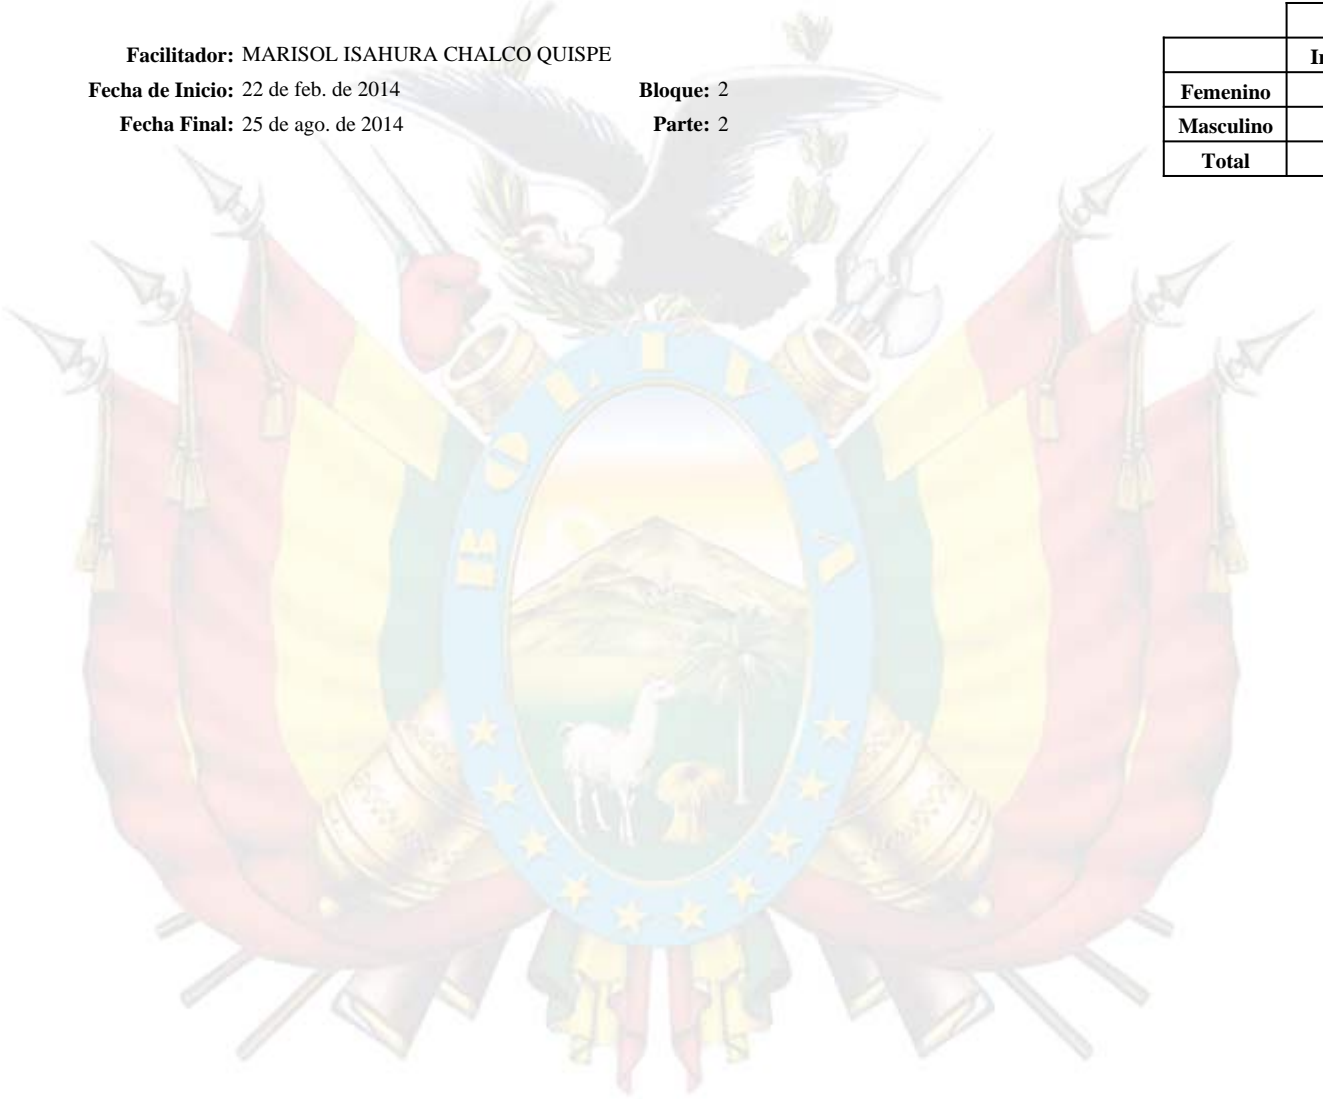 Facilitador: MARISOL ISAHURA CHALCO QUISPE
Fecha de Inicio: 22 de feb. de 2014 Bloque: 2
Fecha Final: 25 de ago. de 2014 Parte: 2
Femenino
Masculino
Total
BOLIVIA